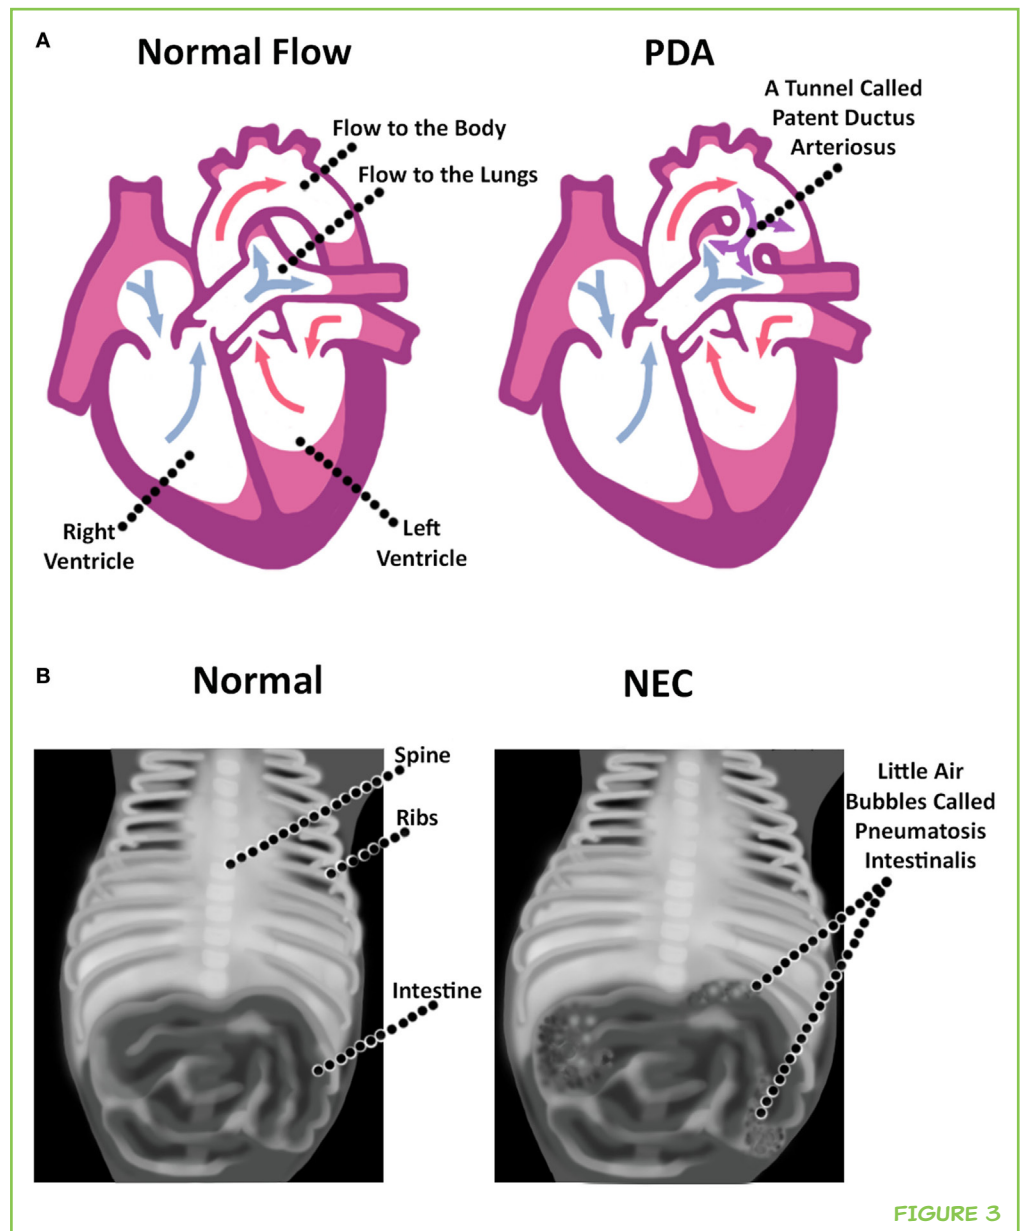 A
Normal Flow
PDA
A Tunnel Called
Patent Ductus
Arteriosus
Flow to the Body
Flow to the Lungs
Right
Ventricle
Left
Ventricle
B
Normal
NEC
Spine
Ribs
Intestine
Little Air
Bubbles Called
Pneumatosis
Intestinalis
FIGURE 3